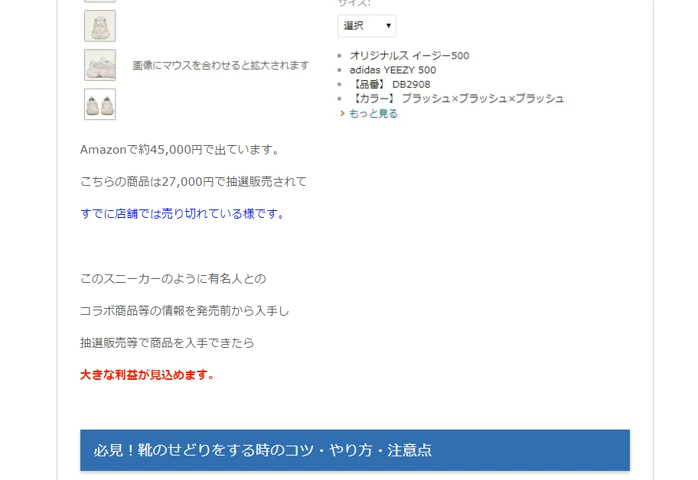 サイズ:
選択
画像にマウスを合わせると拡大されます
オリジナルス イージー500
adidas YEEZY 500
【品番】 DB2908
【カラー】 ブラッシュ×ブラッシュ×ブラッシュ
もっと見る
Amazonで約45,000円で出ています。
こちらの商品は27,000円で抽選販売されて
すでに店舗では売り切れている様です。
このスニーカーのように有名人との
コラボ商品等の情報を発売前から入手し
抽選販売等で商品を入手できたら
大きな利益が見込めます。
必見！靴のせどりをする時のコツ・やり方・注意点